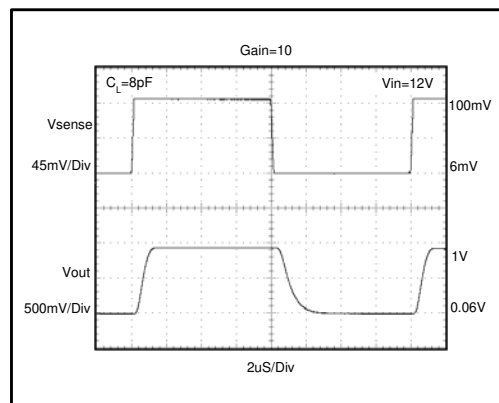 Gain=10
CL=8pF
Vin=12V
Vsense
100mV
45mV/Div
6mV
Vout
1V
500mV/Div
0.06V
2uS/Div